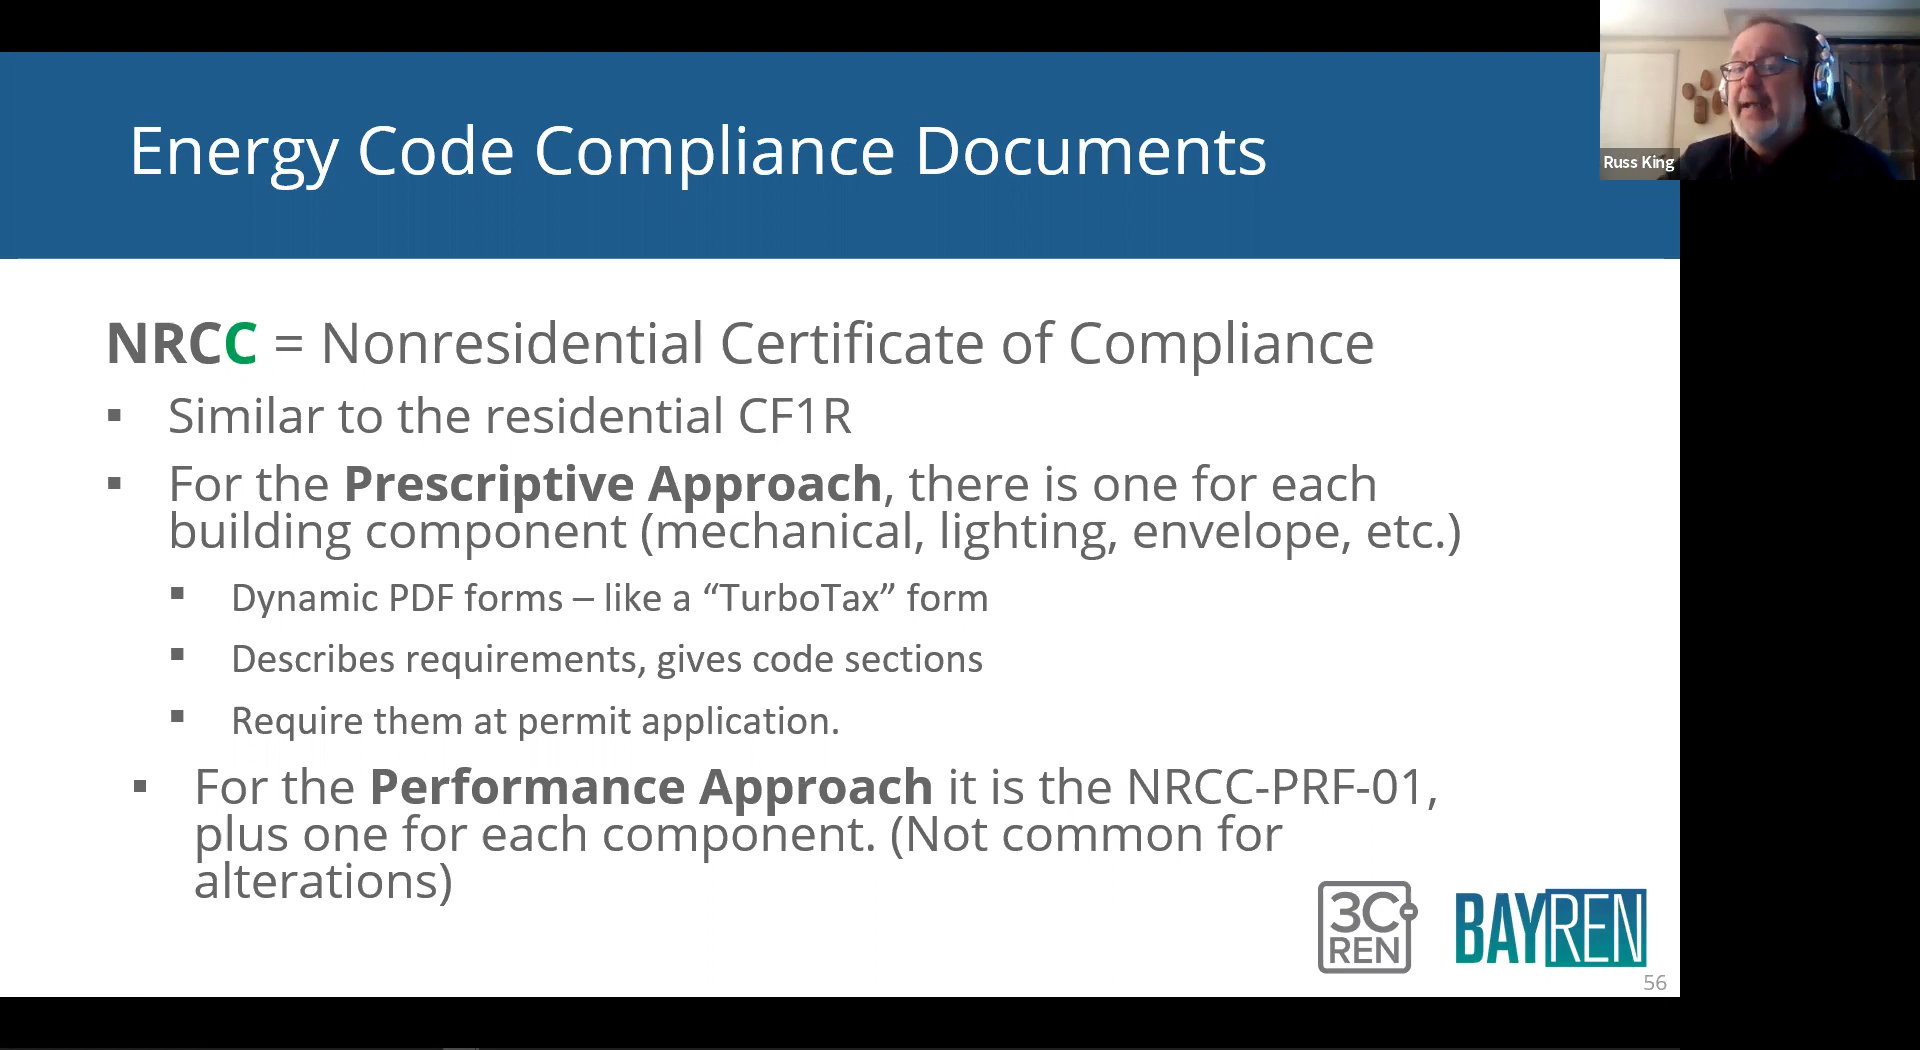 Energy Code Compliance Documents
Russ King
NRCC = Nonresidential Certificate of Compliance
▪ Similar to the residential CF1R
▪ For the Prescriptive Approach, there is one for each
building component (mechanical, lighting, envelope, etc.)
▪ Dynamic PDF forms – like a “TurboTax” form
▪ Describes requirements, gives code sections
▪ Require them at permit application.
▪ For the Performance Approach it is the NRCC-PRF-01,
plus one for each component. (Not common for
alterations)
3C
REN
BAYREN
56